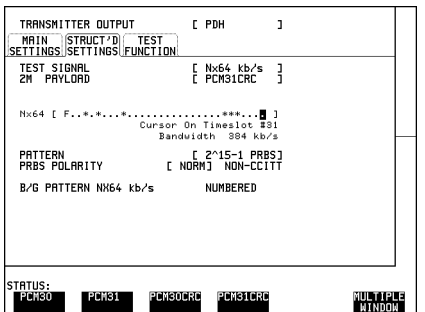 TRANSMITTER OUTPUT [ PDH ]
MAIN SETTINGS STRUCT'D SETTINGS TEST FUNCTION
TEST SIGNAL [ Nx64 kb/s ]
2M PAYLOAD [ PCM31CRC ]
Nx64 [ F..*.*...*...............***.... ]
Cursor On Timeslot #31
Bandwidth 384 kb/s
PATTERN [ 2^15-1 PRBS]
PRBS POLARITY [ NORM] NON-CCITT
B/G PATTERN NX64 kb/s NUMBERED
STATUS:
PCM30 PCM31 PCM30CRC PCM31CRC MULTIPLE WINDOW